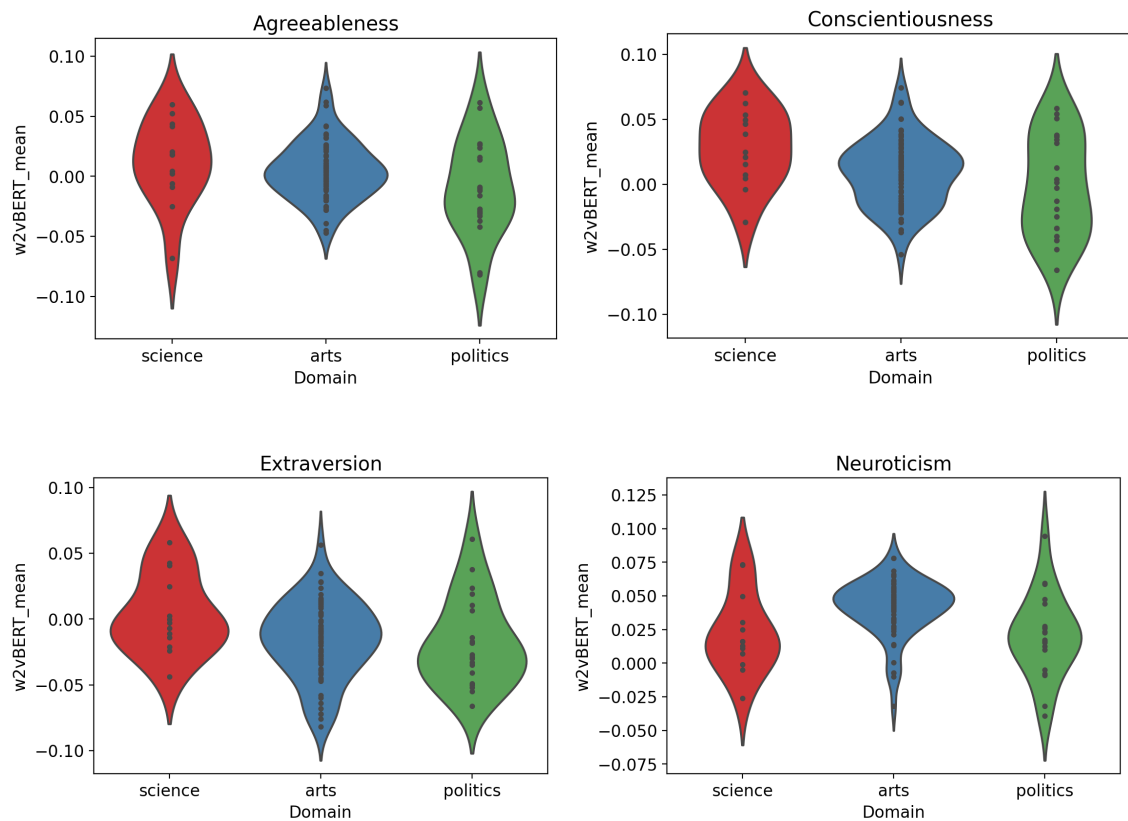 Agreeableness
0.10
0.05
0.00
−0.05
−0.10
w2vBERT_mean
science arts politics
Domain
Conscientiousness
0.10
0.05
0.00
−0.05
−0.10
w2vBERT_mean
science arts politics
Domain
Extraversion
0.10
0.05
0.00
−0.05
−0.10
w2vBERT_mean
science arts politics
Domain
Neuroticism
0.125
0.100
0.075
0.050
0.025
0.000
−0.025
−0.050
−0.075
w2vBERT_mean
science arts politics
Domain